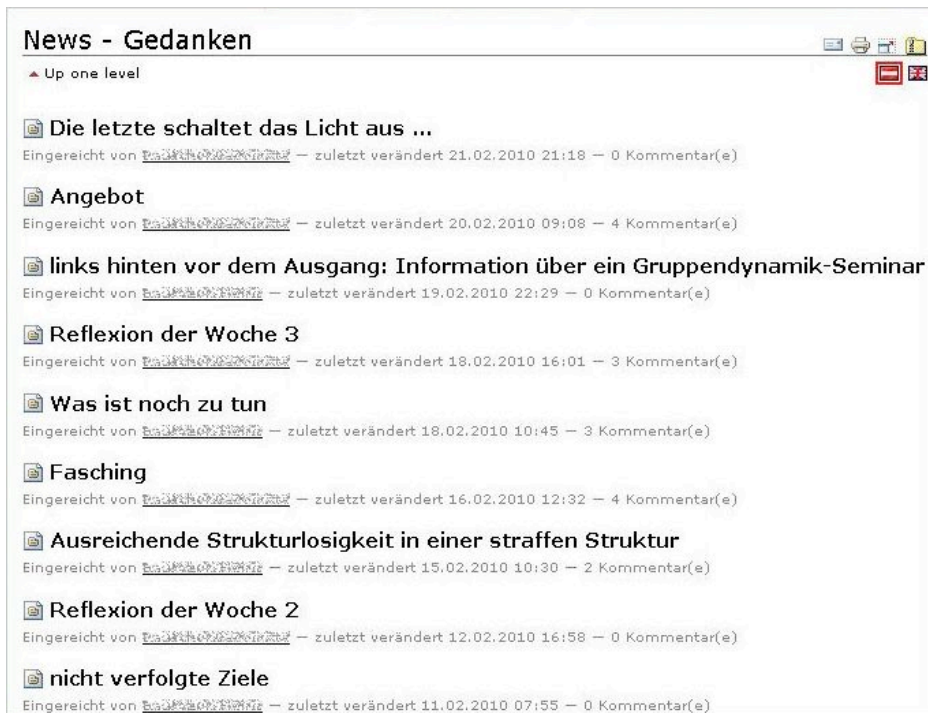 News - Gedanken
Up one level
Die letzte schaltet das Licht aus ...
Eingereicht von — zuletzt verändert 21.02.2010 21:18 — 0 Kommentar(e)
Angebot
Eingereicht von — zuletzt verändert 20.02.2010 09:08 — 4 Kommentar(e)
links hinten vor dem Ausgang: Information über ein Gruppendynamik-Seminar
Eingereicht von — zuletzt verändert 19.02.2010 22:29 — 0 Kommentar(e)
Reflexion der Woche 3
Eingereicht von — zuletzt verändert 18.02.2010 16:01 — 3 Kommentar(e)
Was ist noch zu tun
Eingereicht von — zuletzt verändert 18.02.2010 10:45 — 3 Kommentar(e)
Fasching
Eingereicht von — zuletzt verändert 16.02.2010 12:32 — 4 Kommentar(e)
Ausreichende Strukturlosigkeit in einer straffen Struktur
Eingereicht von — zuletzt verändert 15.02.2010 10:30 — 2 Kommentar(e)
Reflexion der Woche 2
Eingereicht von — zuletzt verändert 12.02.2010 16:58 — 0 Kommentar(e)
nicht verfolgte Ziele
Eingereicht von — zuletzt verändert 11.02.2010 07:55 — 0 Kommentar(e)